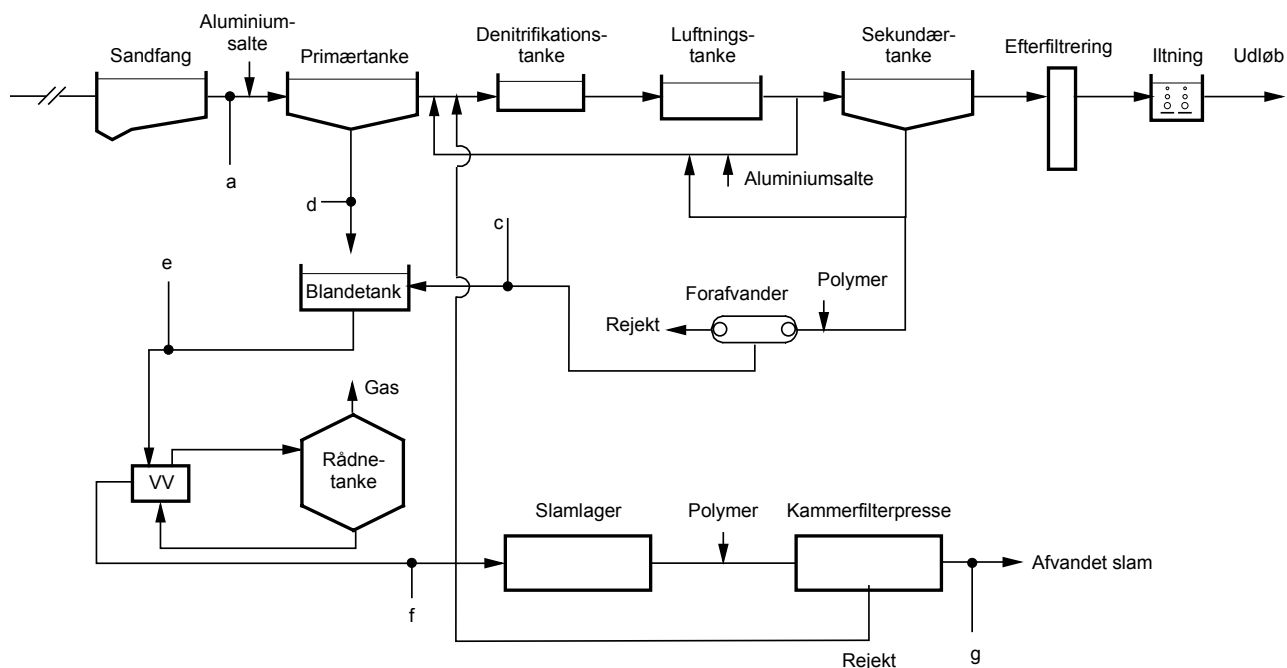 Aluminium-
salte
Sandfang
Primærtanke
Denitrifikations-
tanke
Luftnings-
tanke
Sekundær-
tanke
Efterfiltrering
Iltning
Udløb
a
Aluminiumsalte
d
c
e
Blandetank
Forafvander
Polymer
Rejekt
Gas
VV
Rådne-
tanke
Slamlager
Polymer
Kammerfilterpresse
Afvandet slam
f
g
Rejekt